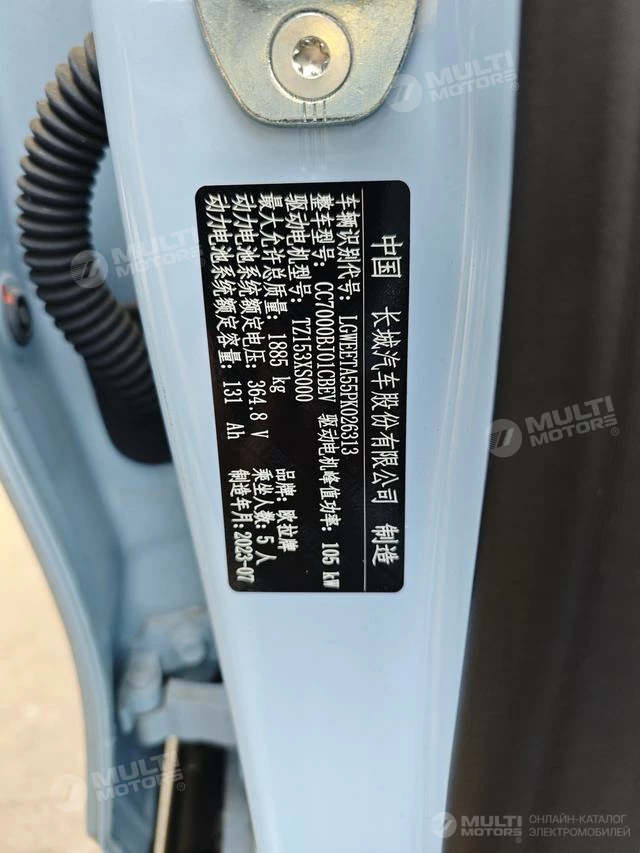 中国 长城汽车股份有限公司 制造
车辆识别代号: LGWEETA55PK026313
整车型号: CC7000BT01CBEV 驱动电机峰值功率: 105 kW
驱动电机型号: TZ153XS000
最大允许总质量: 1885 kg 品牌: 欧拉牌
动力电池系统额定电压: 364.8 V 乘坐人数: 5 人
动力电池系统额定容量: 131 Ah 制造年月: 2023-07
MULTI MOTORS
MULTI MOTORS
MULTI MOTORS
MULTI MOTORS
MULTI MOTORS ОНЛАЙН-КАТАЛОГ ЭЛЕКТРОМОБИЛЕЙ